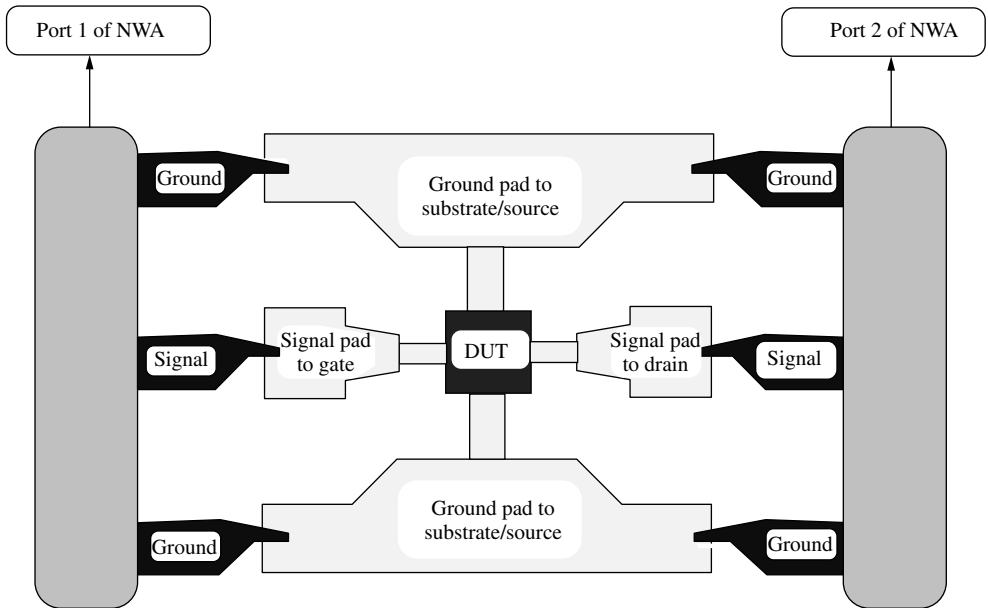 Port 1 of NWA
Port 2 of NWA
Ground
Ground pad to
substrate/source
Ground
Signal
Signal pad
to gate
DUT
Signal pad
to drain
Signal
Ground
Ground pad to
substrate/source
Ground